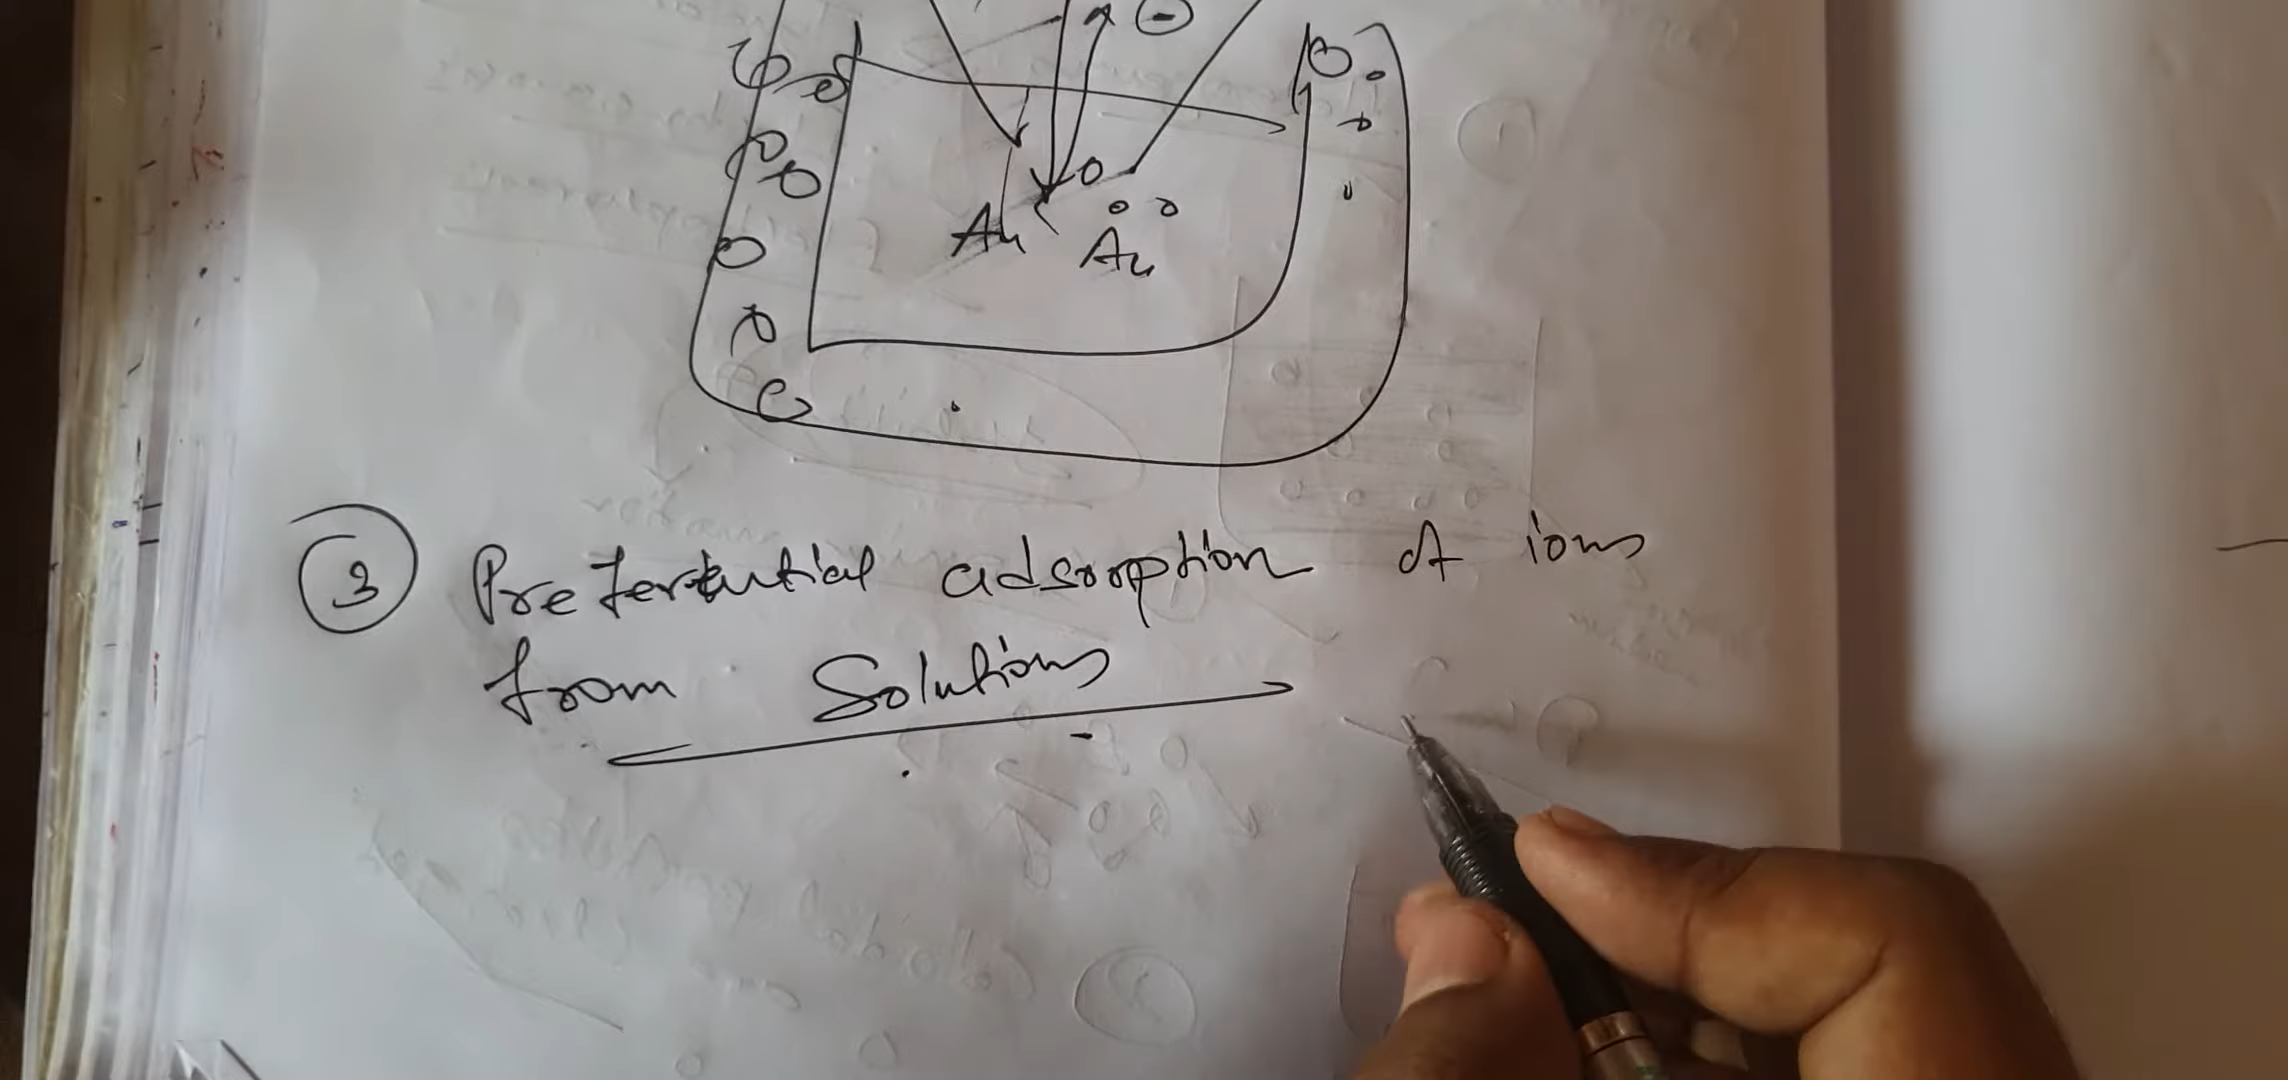 Au
Au
3 Preferential adsorption of ions
from Solutions